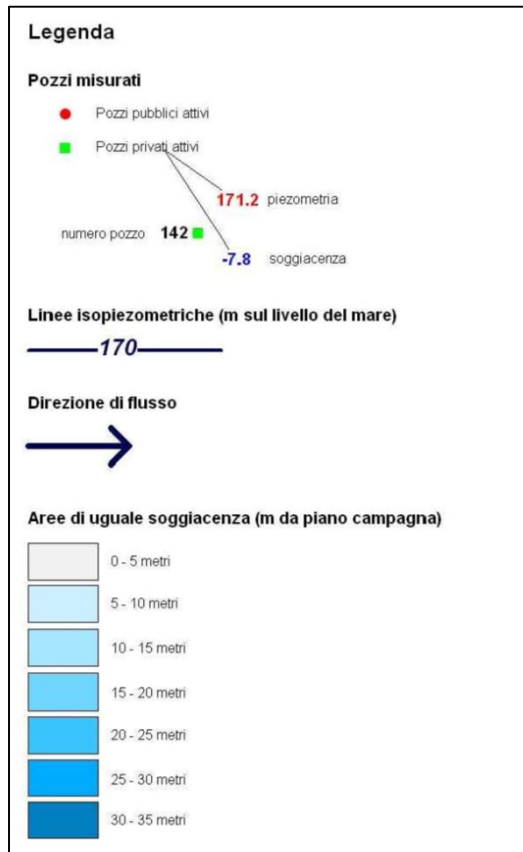 Legenda
Pozzi misurati
Pozzi pubblici attivi
Pozzi privati attivi
171.2 piezometria
numero pozzo 142
-7.8 soggiacenza
Linee isopiezometriche (m sul livello del mare)
170
Direzione di flusso
Aree di uguale soggiacenza (m da piano campagna)
0 - 5 metri
5 - 10 metri
10 - 15 metri
15 - 20 metri
20 - 25 metri
25 - 30 metri
30 - 35 metri